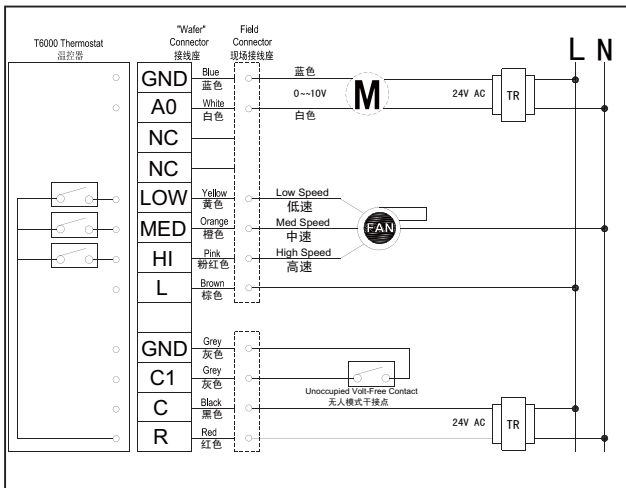 T6000 Thermostat
温控器
"Wafer"
Connector
接线座
Field
Connector
现场接线座
L N
GND Blue 蓝色 蓝色
0~~10V
M
24V AC TR
A0 White 白色 白色
NC
NC
LOW Yellow 黄色 Low Speed 低速
MED Orange 橙色 Med Speed 中速
FAN
HI Pink 粉红色 High Speed 高速
L Brown 棕色
GND Grey 灰色
C1 Grey 灰色
Unoccupied Volt-Free Contact
无人模式干接点
C Black 黑色
24V AC TR
R Red 红色